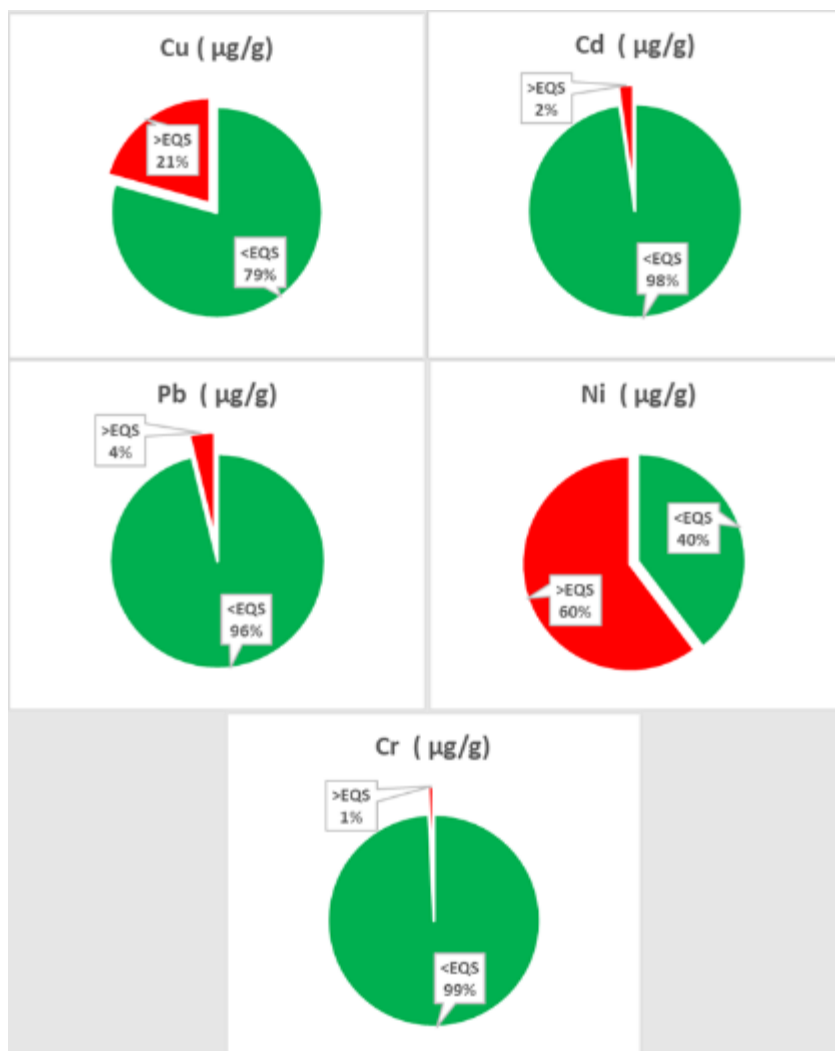 Cu ( µg/g)
>EQS
21%
<EQS
79%
Cd ( µg/g)
>EQS
2%
<EQS
98%
Pb ( µg/g)
>EQS
4%
<EQS
96%
Ni ( µg/g)
<EQS
40%
>EQS
60%
Cr ( µg/g)
>EQS
1%
<EQS
99%